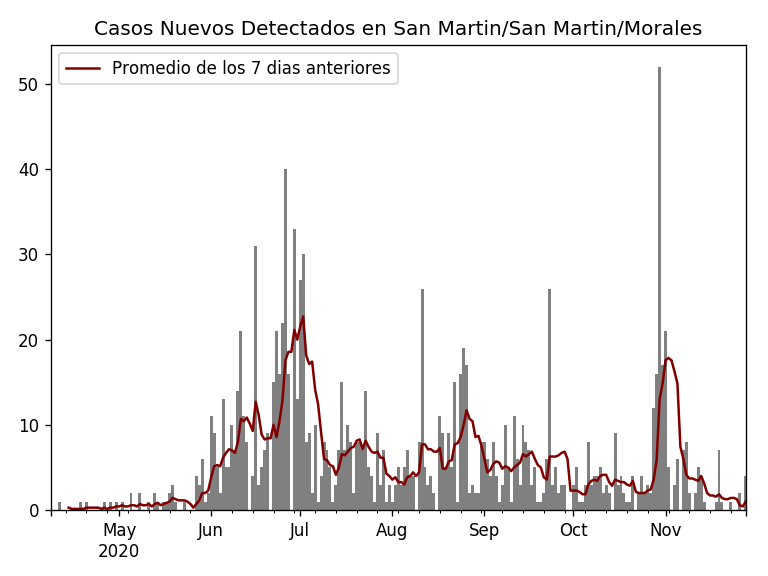 Casos Nuevos Detectados en San Martin/San Martin/Morales
Promedio de los 7 dias anteriores
50
40
30
20
10
0
May Jun Jul Aug Sep Oct Nov
2020